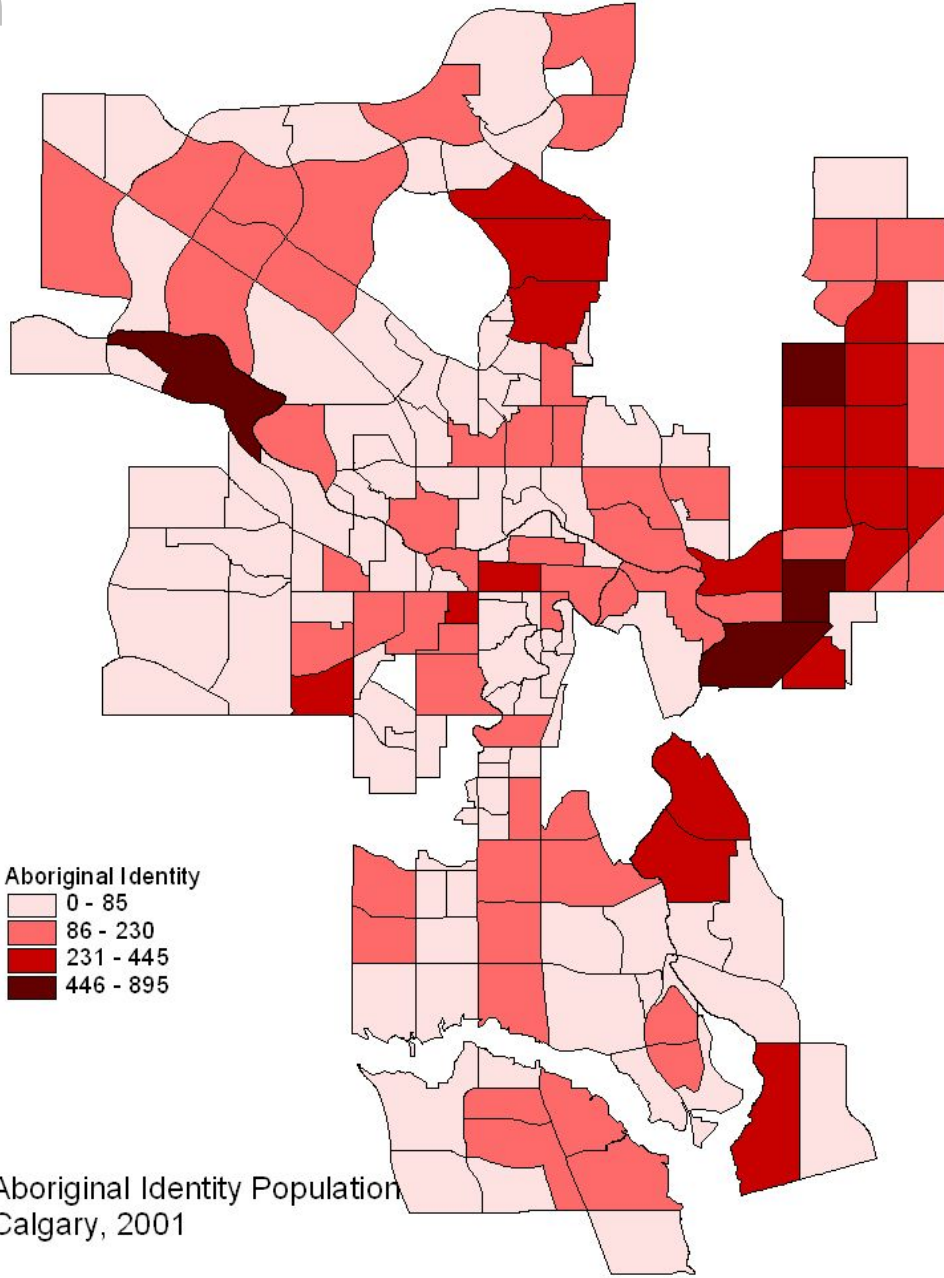 Aboriginal Identity
0 - 85
86 - 230
231 - 445
446 - 895
Aboriginal Identity Population
Calgary, 2001